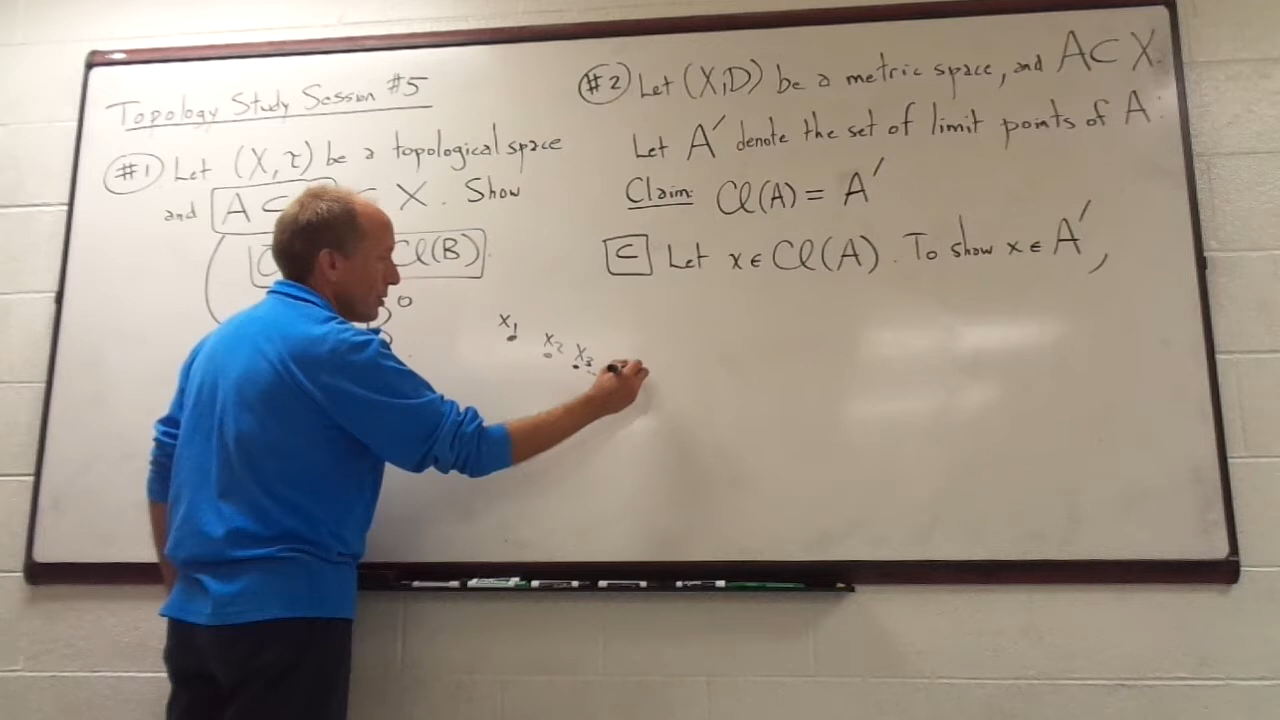 Topology Study Session #5
#1 Let (X, τ) be a topological space
and A ⊂ ⊂ X. Show
Cl(B).
x₁
x₂ x₃
#2 Let (X,D) be a metric space, and A ⊂ X.
Let A′ denote the set of limit points of A:
Claim: Cl(A) = A′
⊂ Let x ∈ Cl(A). To show x ∈ A′,